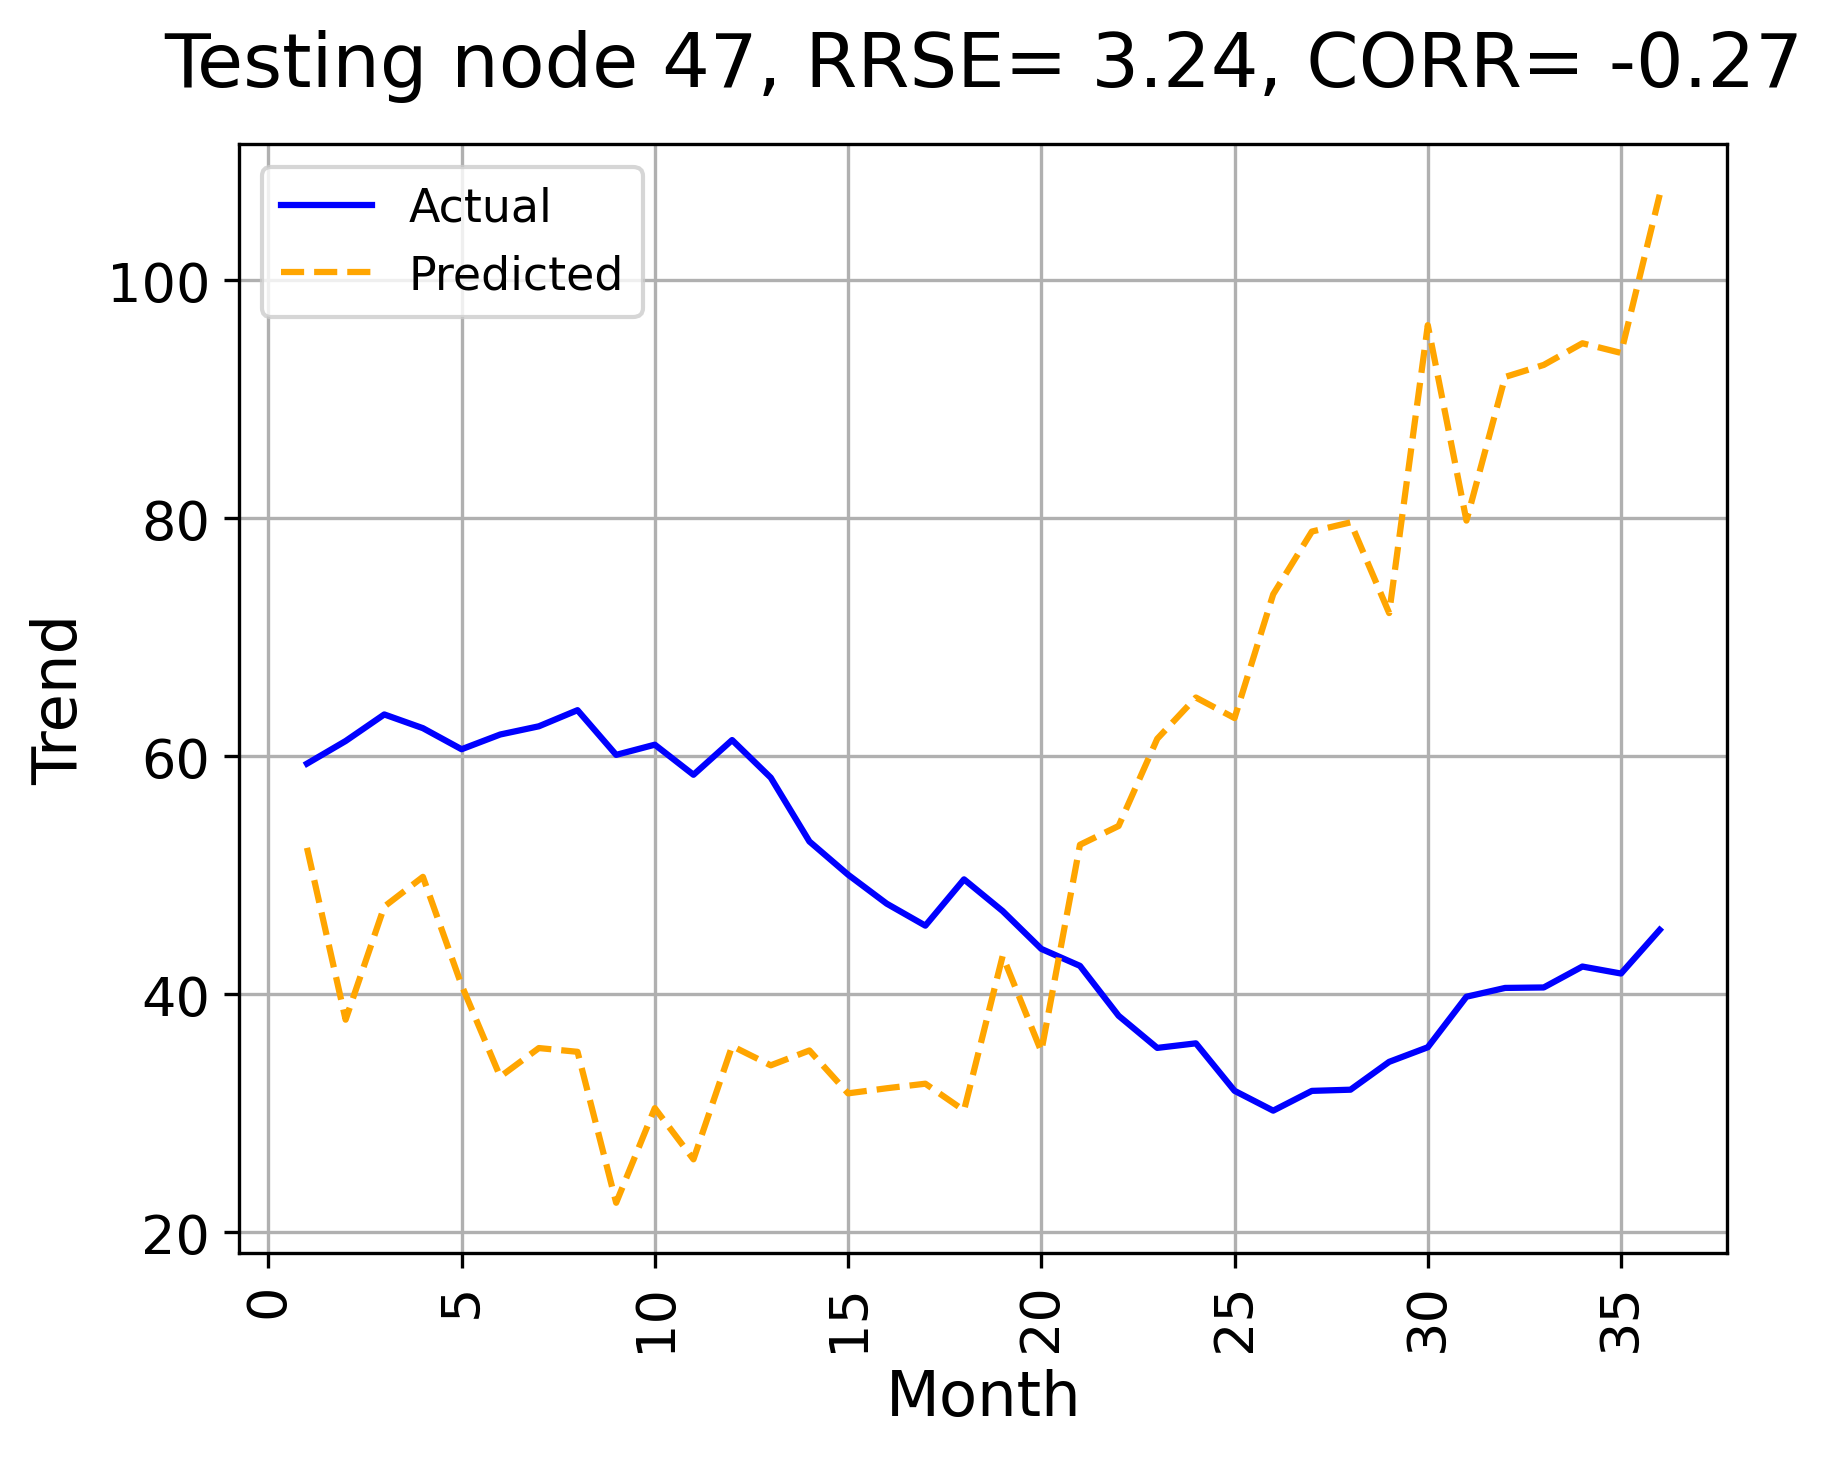 Testing node 47, RRSE= 3.24, CORR= -0.27
Actual
Predicted
Trend
100
80
60
40
20
0 5 10 15 20 25 30 35
Month